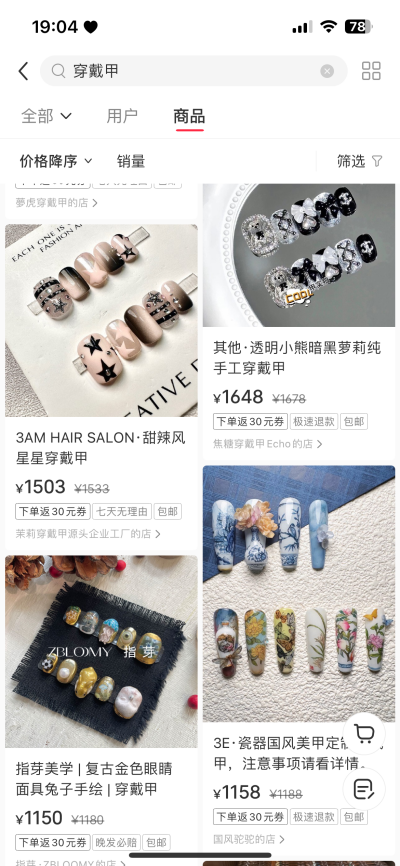 19:04
78
穿戴甲
全部
用户
商品
价格降序
销量
筛选
夢虎穿戴甲的店
EACH ONE IS
FASHION AM
ATIVE D
3AM HAIR SALON·甜辣风
星星穿戴甲
¥1503 ¥1533
下单返30元券 七天无理由 包邮
茉莉穿戴甲源头企业工厂的店
ZBLOOMY 指芽
指芽美学 | 复古金色眼睛
面具兔子手绘 | 穿戴甲
¥1150 ¥1180
下单返30元券 晚发必赔 包邮
指芽·ZBLOOMY的店
COOL
其他·透明小熊暗黑萝莉纯
手工穿戴甲
¥1648 ¥1678
下单返30元券 极速退款 包邮
焦糖穿戴甲Echo的店
3E·瓷器国风美甲定制
甲，注意事项请看详情。
¥1158 ¥1188
下单返30元券 极速退款 包邮
国风驼驼的店